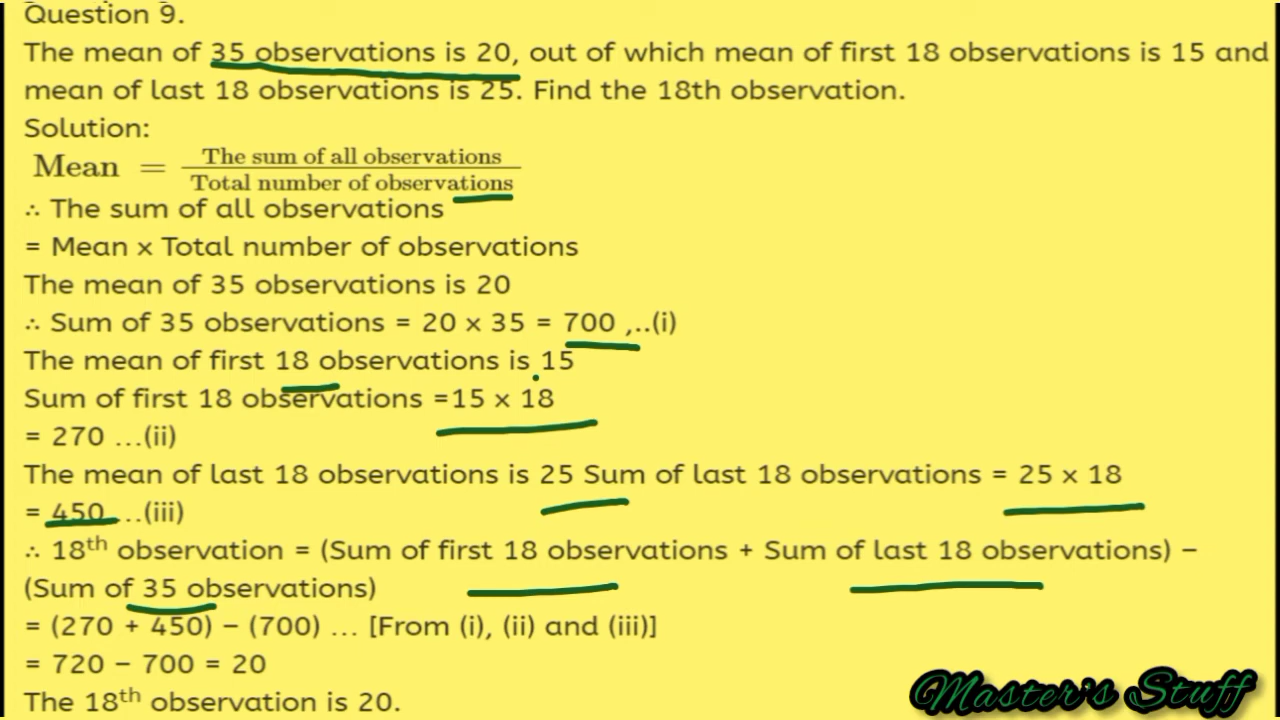 Question 9.
The mean of 35 observations is 20, out of which mean of first 18 observations is 15 and
mean of last 18 observations is 25. Find the 18th observation.
Solution:
Mean = The sum of all observations / Total number of observations
∴ The sum of all observations
= Mean x Total number of observations
The mean of 35 observations is 20
∴ Sum of 35 observations = 20 x 35 = 700 ,..(i)
The mean of first 18 observations is 15
Sum of first 18 observations =15 x 18
= 270 …(ii)
The mean of last 18 observations is 25 Sum of last 18 observations = 25 x 18
= 450 …(iii)
∴ 18th observation = (Sum of first 18 observations + Sum of last 18 observations) –
(Sum of 35 observations)
= (270 + 450) – (700) … [From (i), (ii) and (iii)]
= 720 – 700 = 20
The 18th observation is 20.
Master's Stuff